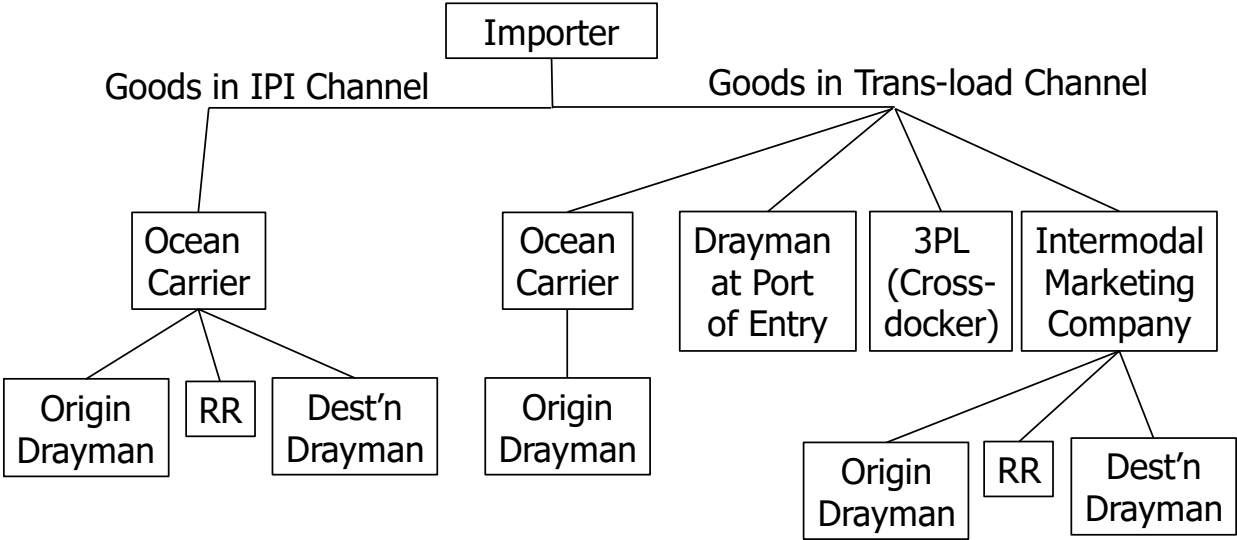 Importer
Goods in IPI Channel
Goods in Trans-load Channel
Ocean
Carrier
Ocean
Carrier
Drayman
at Port
of Entry
3PL
(Cross-
docker)
Intermodal
Marketing
Company
Origin
Drayman
RR
Dest'n
Drayman
Origin
Drayman
Origin
Drayman
RR
Dest'n
Drayman